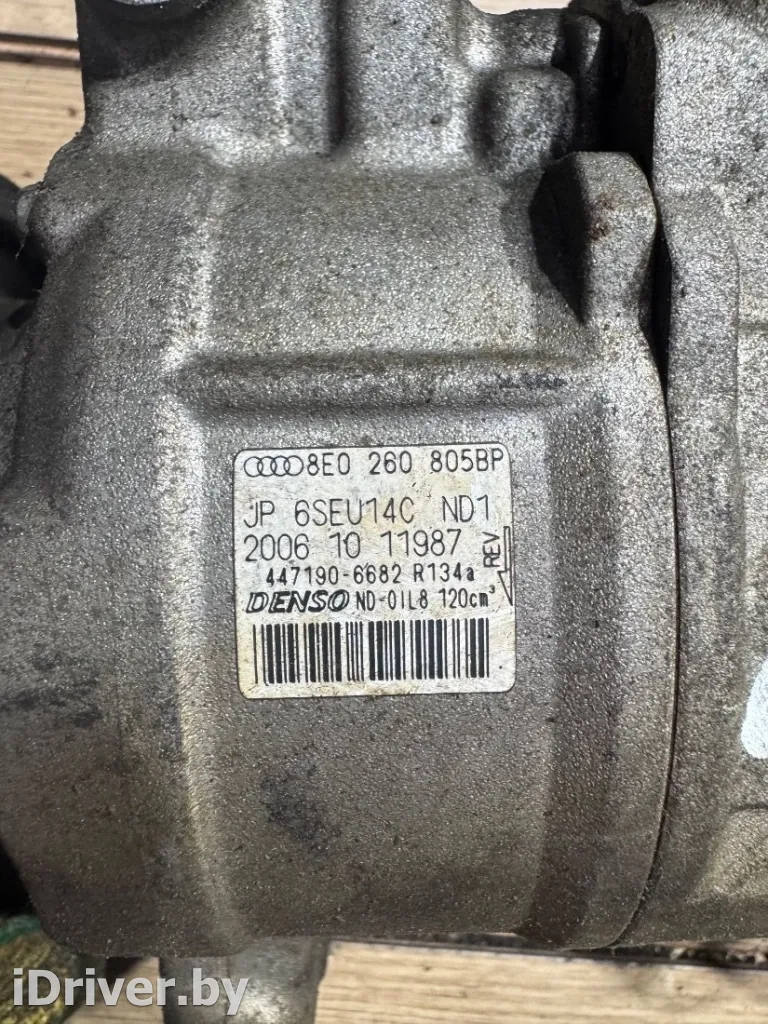 8E0 260 805BP
JP 6SEU14C ND1
2006 10 11987
REV
447190-6682 R134a
DENSO ND-OIL8 120cm³
iDriver.by